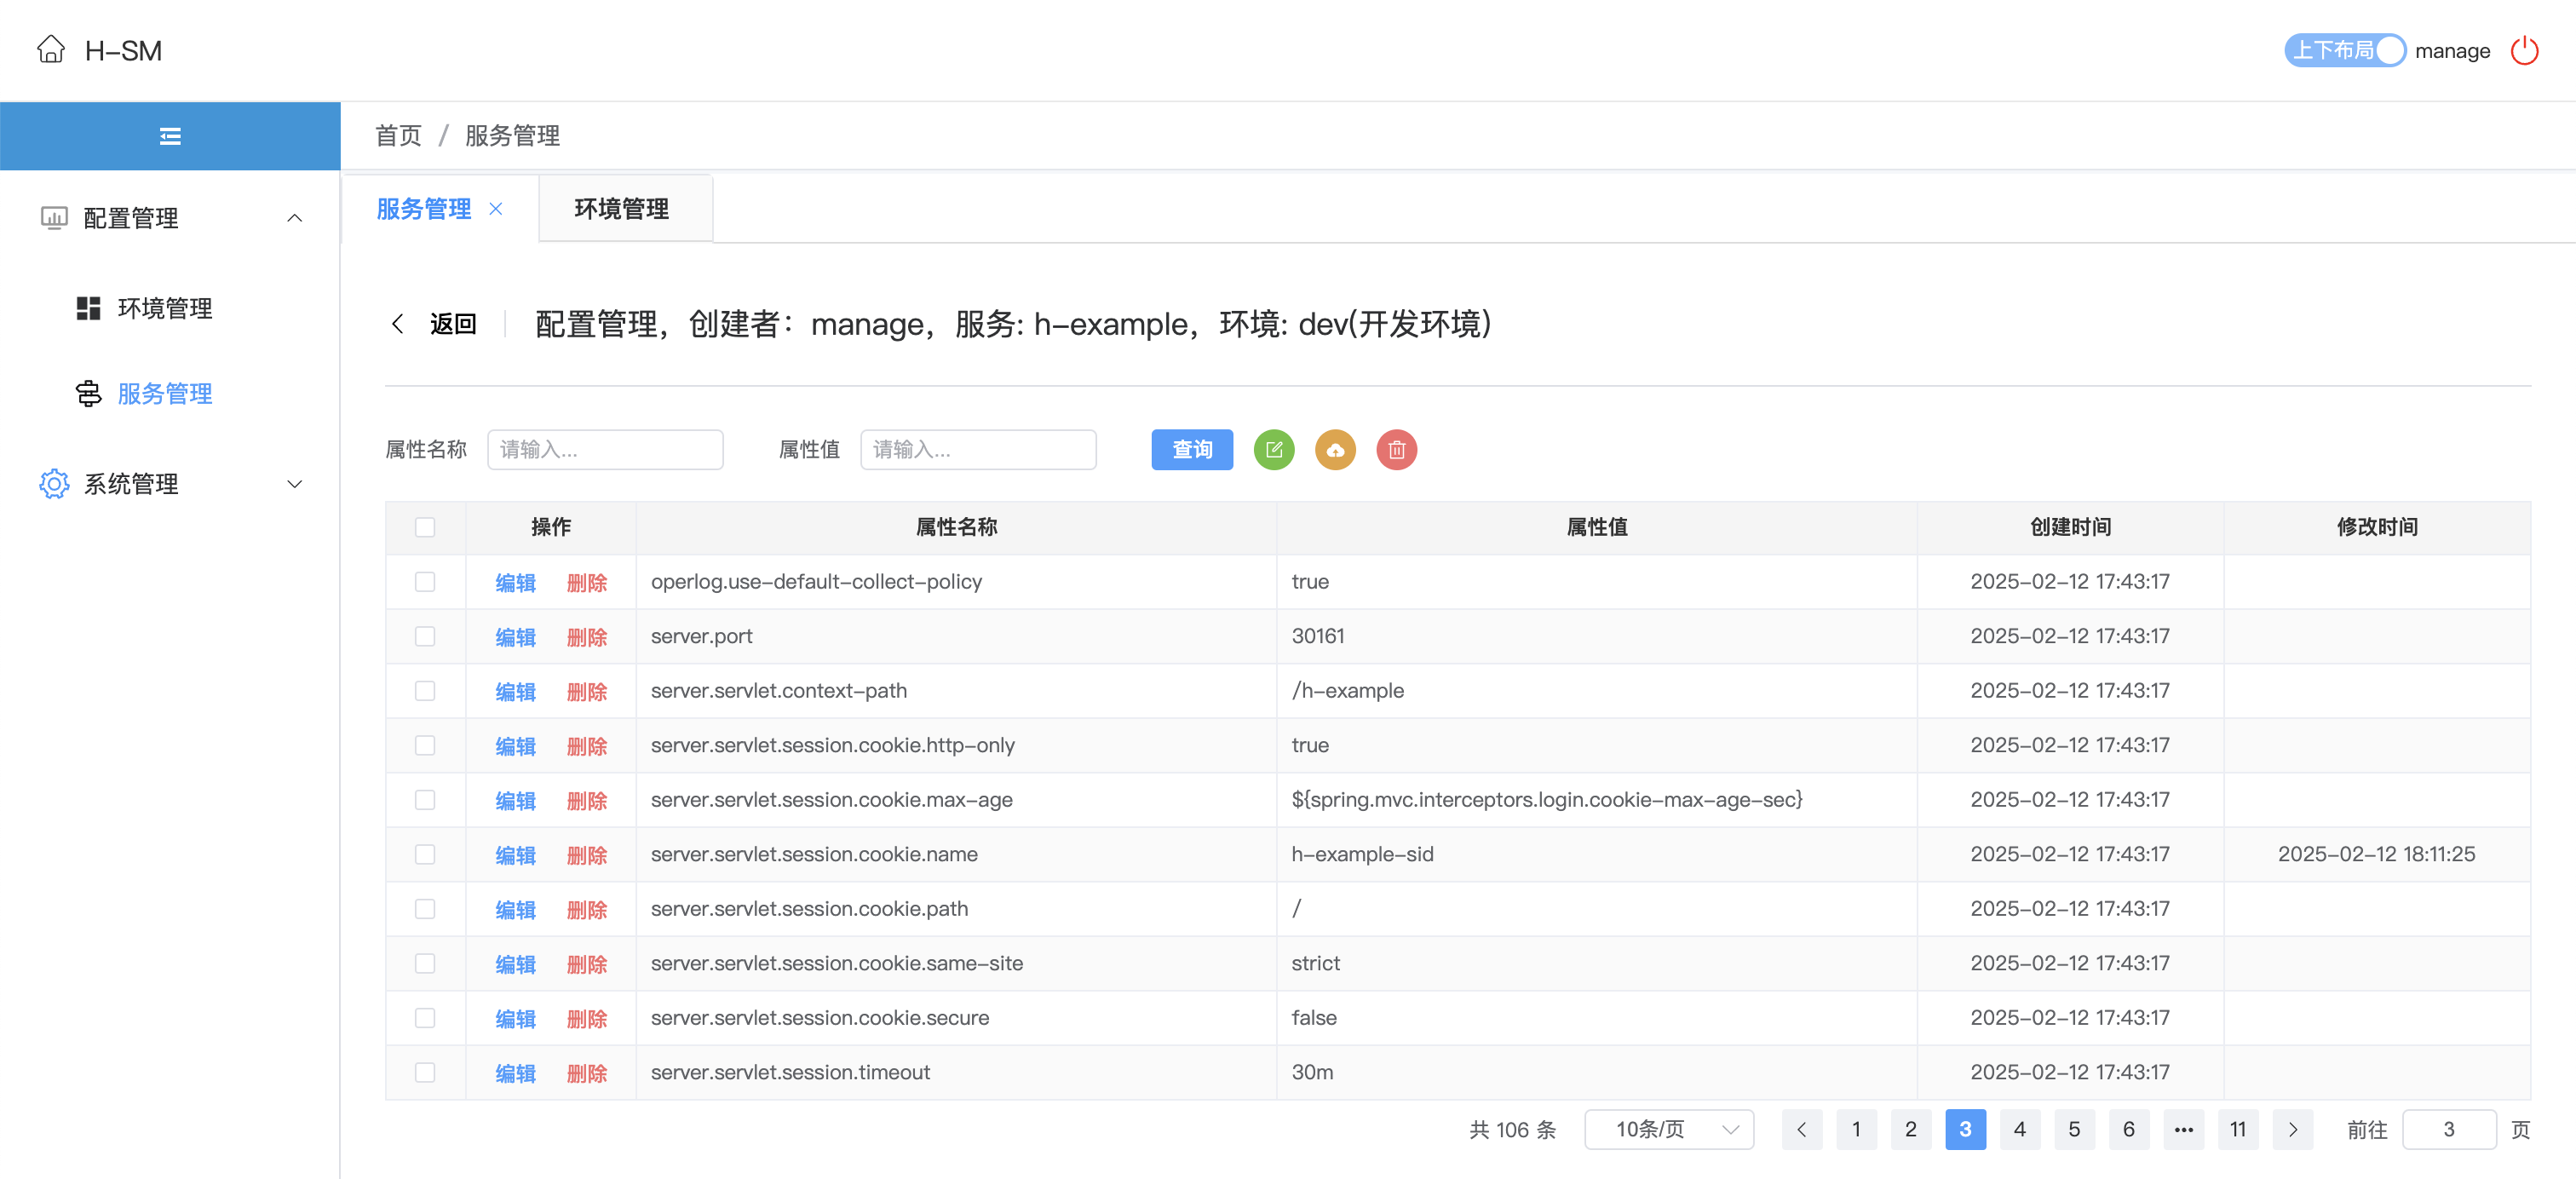 H-SM
上下布局 manage
首页 / 服务管理
配置管理
环境管理
服务管理
系统管理
服务管理 环境管理
返回 配置管理，创建者：manage，服务: h-example，环境: dev(开发环境)
属性名称 请输入... 属性值 请输入... 查询
操作 属性名称 属性值 创建时间 修改时间
编辑 删除 operlog.use-default-collect-policy true 2025-02-12 17:43:17
编辑 删除 server.port 30161 2025-02-12 17:43:17
编辑 删除 server.servlet.context-path /h-example 2025-02-12 17:43:17
编辑 删除 server.servlet.session.cookie.http-only true 2025-02-12 17:43:17
编辑 删除 server.servlet.session.cookie.max-age ${spring.mvc.interceptors.login.cookie-max-age-sec} 2025-02-12 17:43:17
编辑 删除 server.servlet.session.cookie.name h-example-sid 2025-02-12 17:43:17 2025-02-12 18:11:25
编辑 删除 server.servlet.session.cookie.path / 2025-02-12 17:43:17
编辑 删除 server.servlet.session.cookie.same-site strict 2025-02-12 17:43:17
编辑 删除 server.servlet.session.cookie.secure false 2025-02-12 17:43:17
编辑 删除 server.servlet.session.timeout 30m 2025-02-12 17:43:17
共 106 条 10条/页 1 2 3 4 5 6 ••• 11 前往 3 页